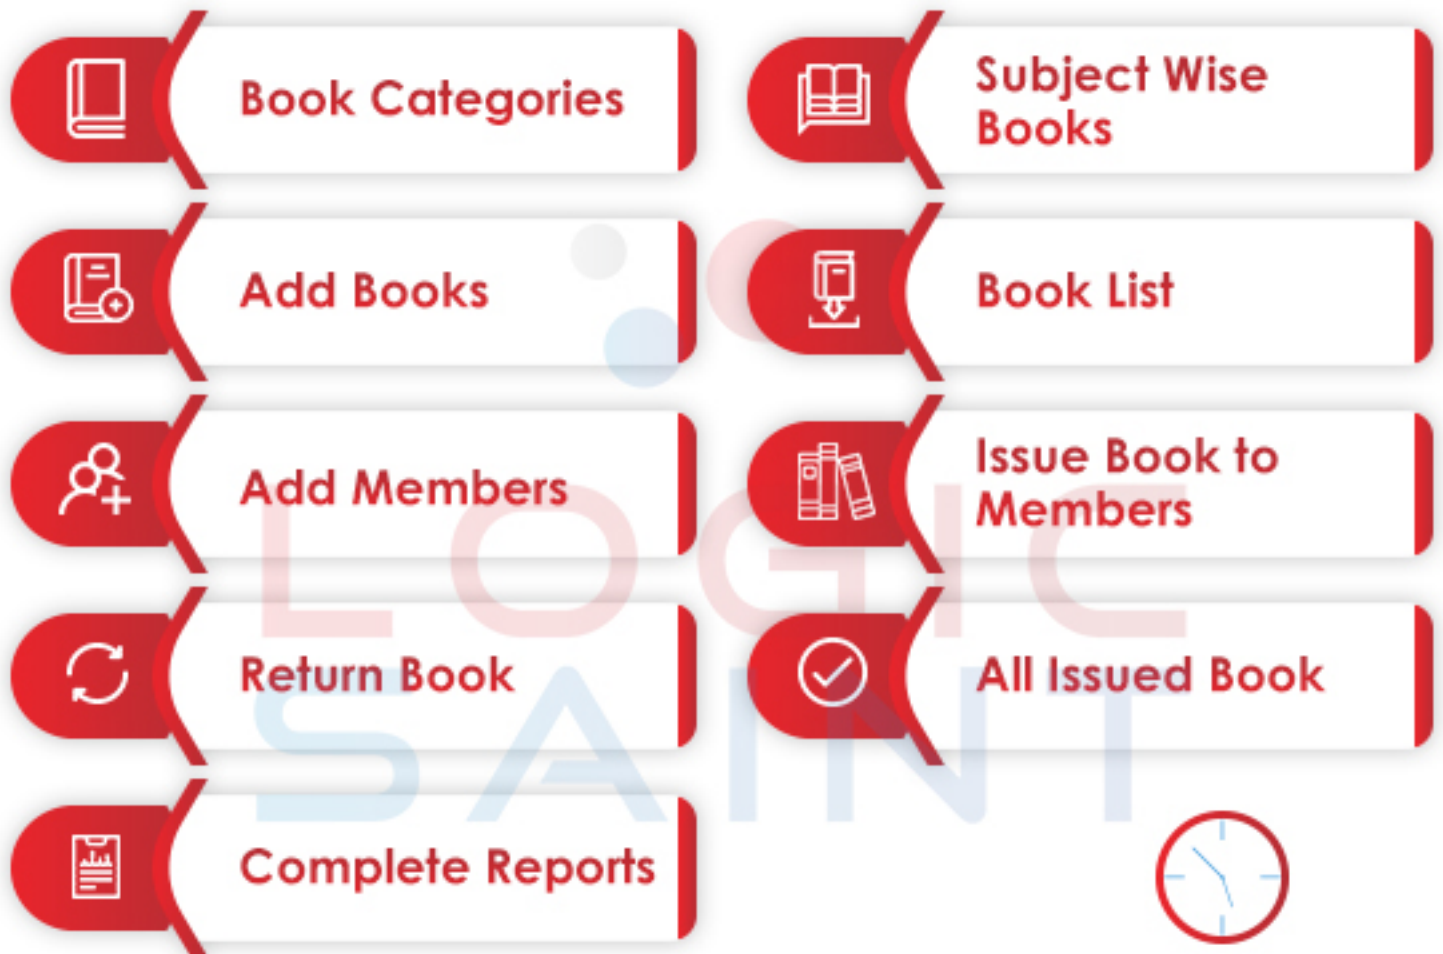 Book Categories
Subject Wise
Books
Add Books
Book List
Add Members
Issue Book to
Members
Return Book
All Issued Book
Complete Reports
LOGIC
SAINT